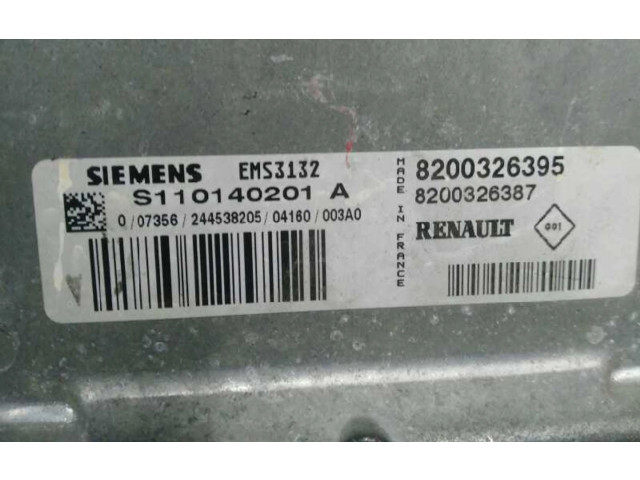 SIEMENS EMS3132
S110140201 A
0/07356/244538205/04160/003A0
MADE IN FRANCE
8200326395
8200326387
RENAULT
001